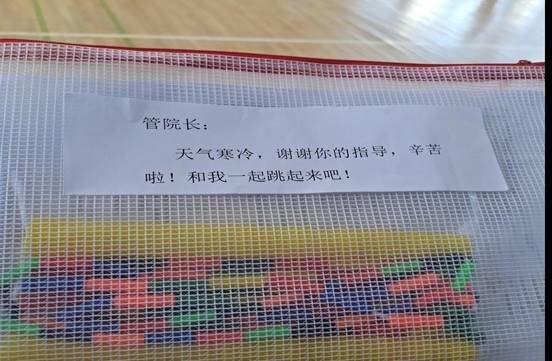 管院长：
天气寒冷，谢谢你的指导，辛苦
啦！和我一起跳起来吧！